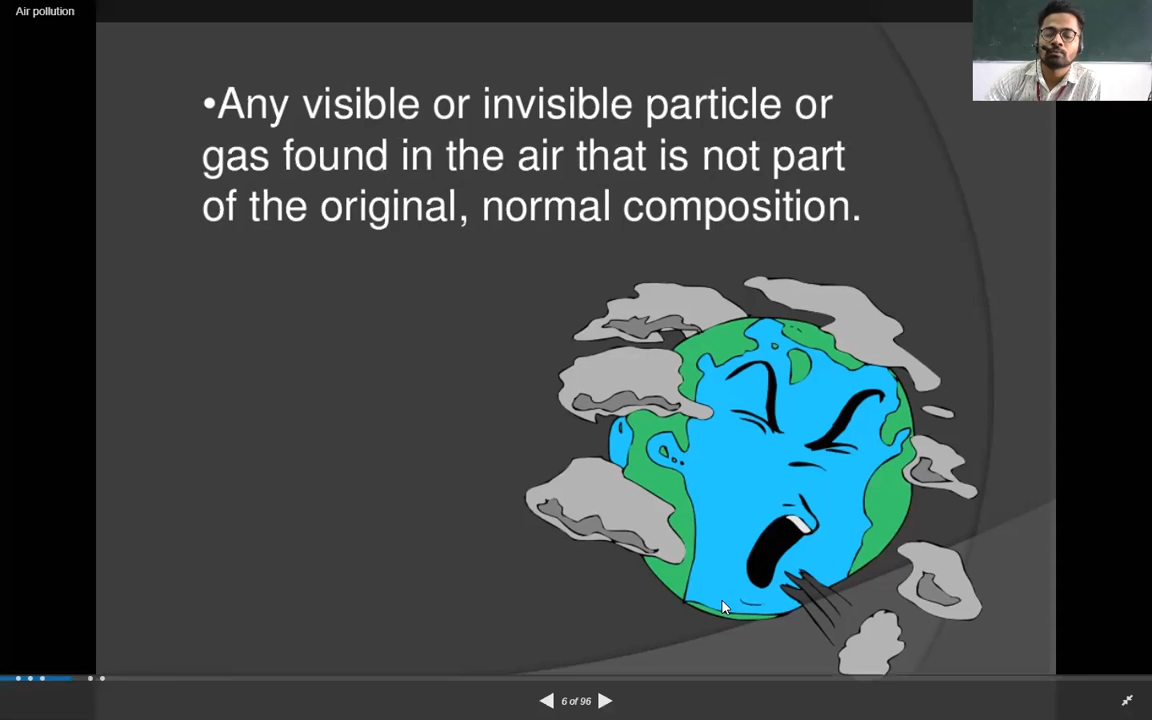 Air pollution
•Any visible or invisible particle or
gas found in the air that is not part
of the original, normal composition.
6 of 96